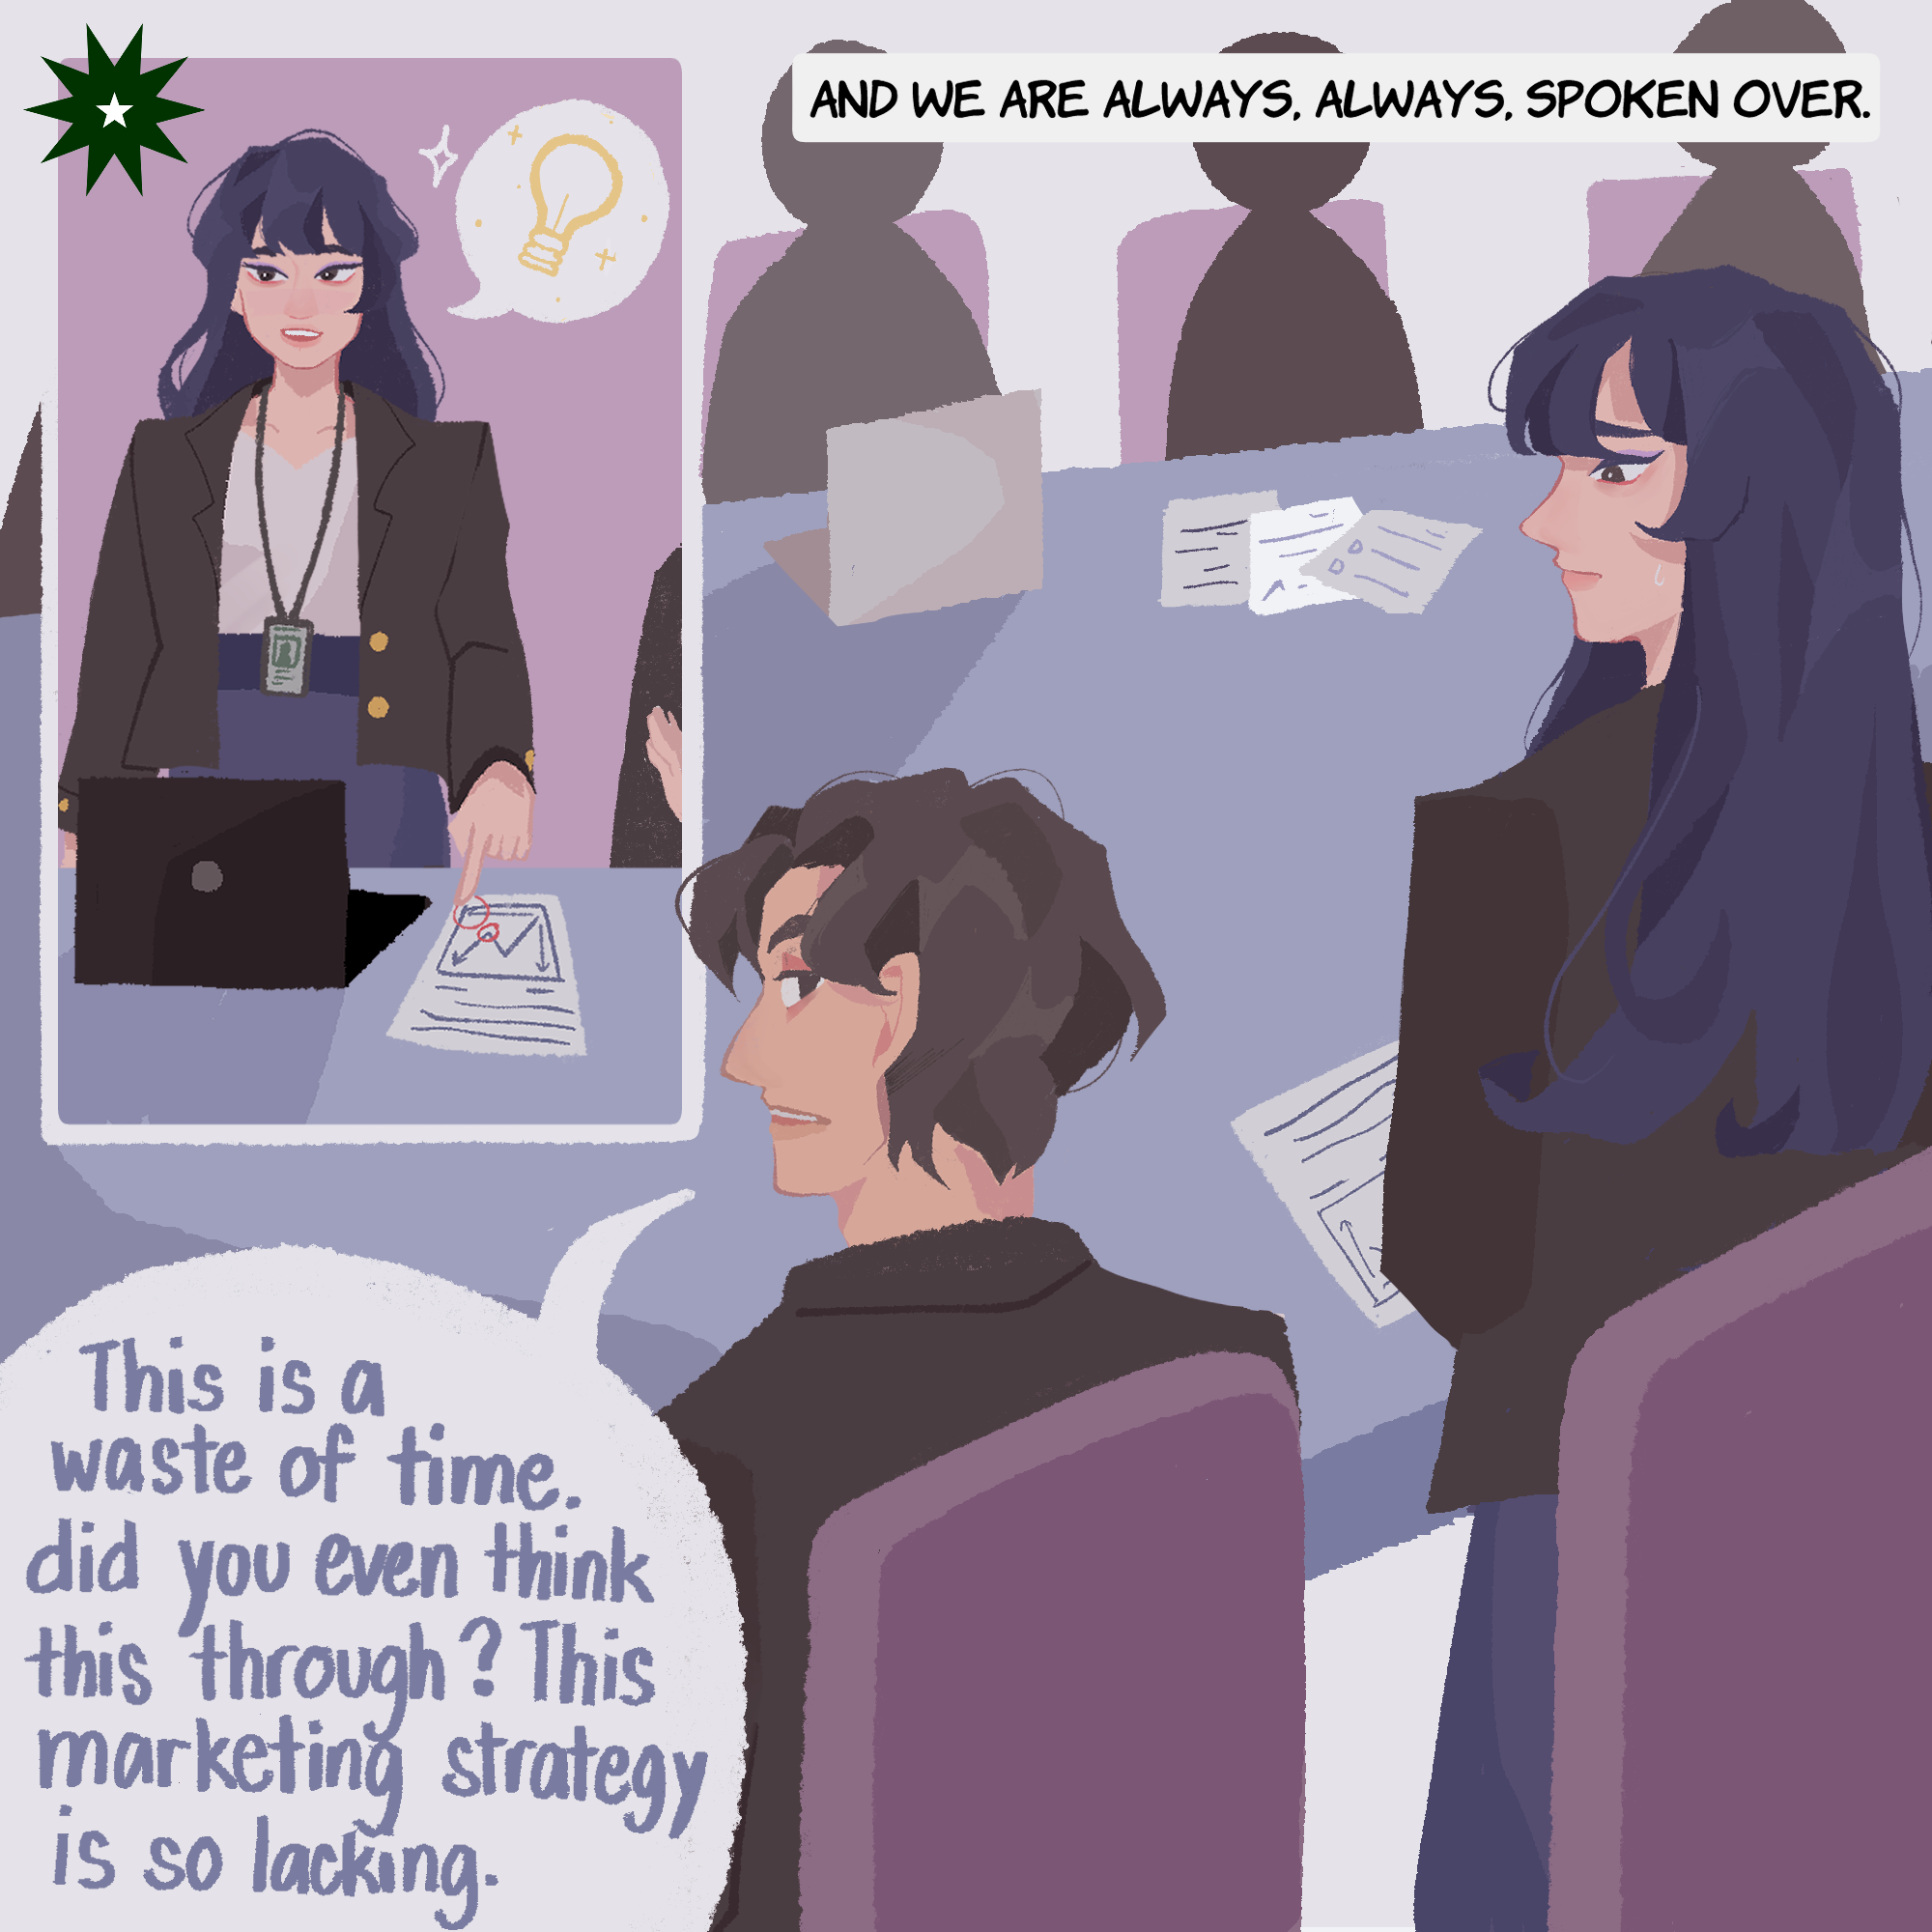 AND WE ARE ALWAYS, ALWAYS, SPOKEN OVER.
This is a
waste of time.
did you even think
this through? This
marketing strategy
is so lacking.